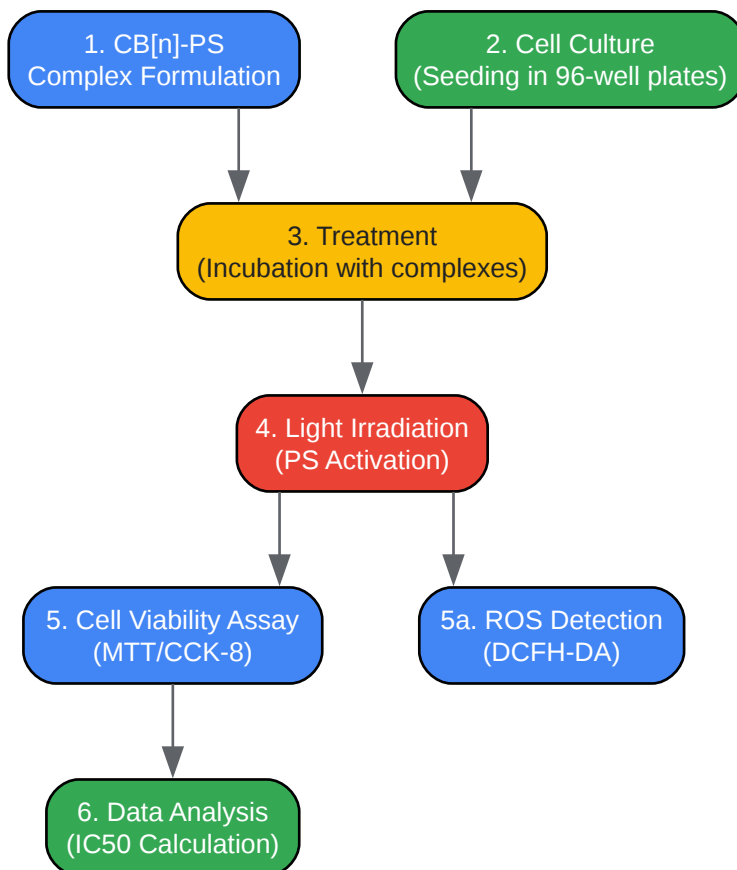 1. CB[n]-PS
Complex Formulation
2. Cell Culture
(Seeding in 96-well plates)
3. Treatment
(Incubation with complexes)
4. Light Irradiation
(PS Activation)
5. Cell Viability Assay
(MTT/CCK-8)
5a. ROS Detection
(DCFH-DA)
6. Data Analysis
(IC50 Calculation)